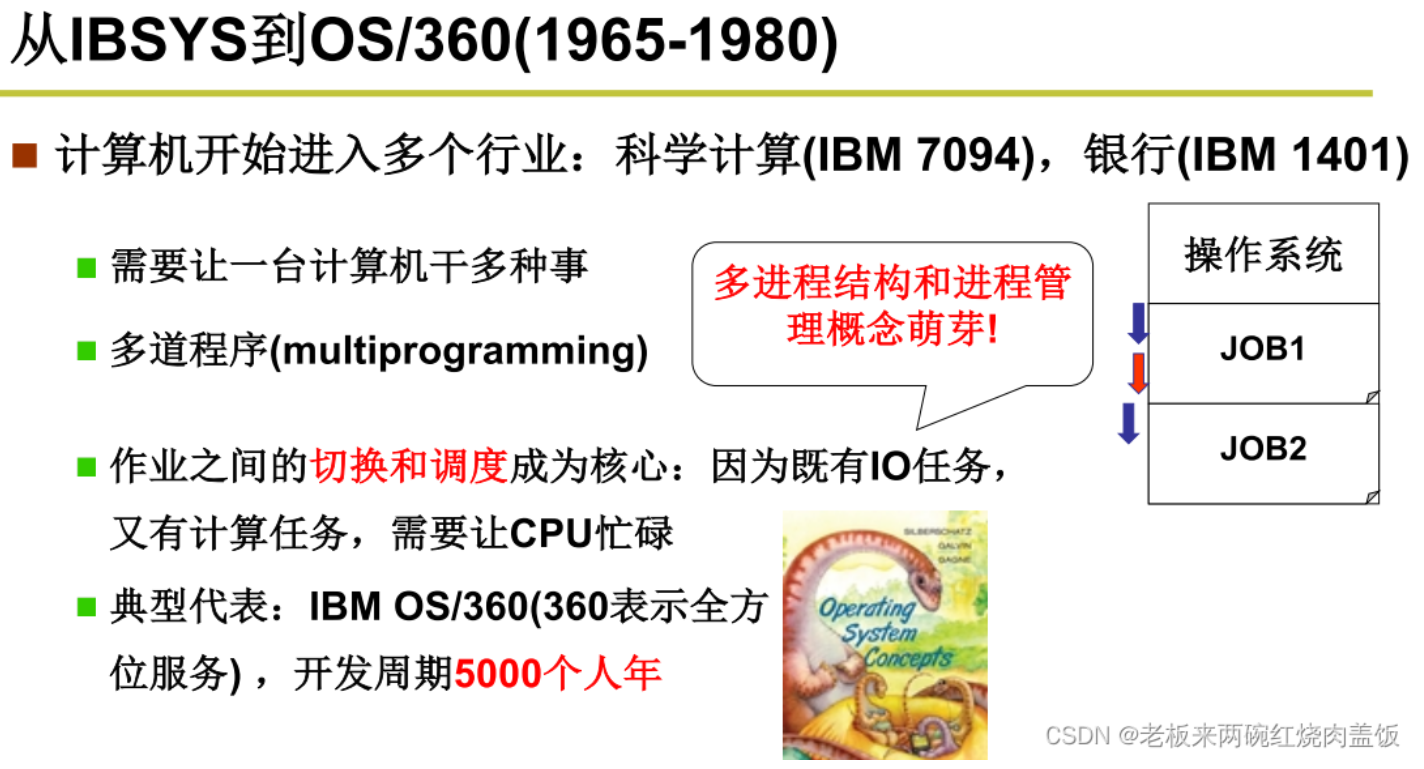 从IBSYS到OS/360(1965-1980)
计算机开始进入多个行业：科学计算(IBM 7094)，银行(IBM 1401)
需要让一台计算机干多种事
多道程序(multiprogramming)
多进程结构和进程管
理概念萌芽!
操作系统
JOB1
JOB2
作业之间的切换和调度成为核心：因为既有IO任务，
又有计算任务，需要让CPU忙碌
典型代表：IBM OS/360(360表示全方
位服务) ，开发周期5000个人年
SILBERSCHATZ
GALVIN
GAGNE
Operating
System
Concepts
CSDN @老板来两碗红烧肉盖饭